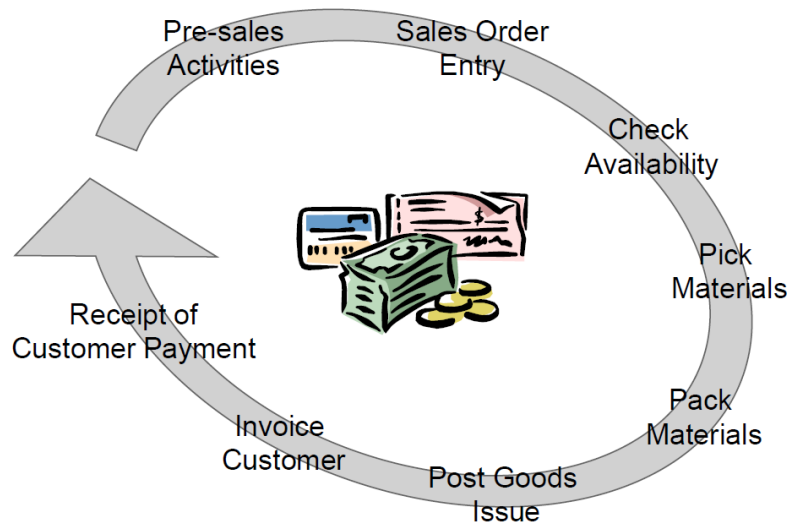 Pre-sales
Activities
Sales Order
Entry
Check
Availability
Pick
Materials
Pack
Materials
Post Goods
Issue
Invoice
Customer
Receipt of
Customer Payment
$